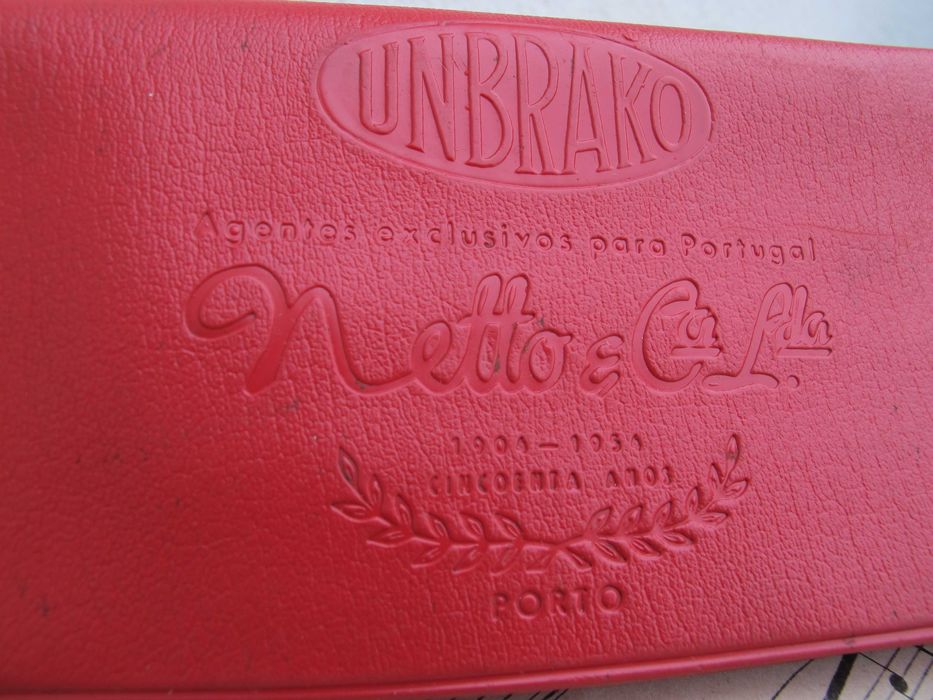 UNBRAKO
Agentes exclusivos para Portugal
Netto & Cª Lda.
1904-1954
CINCOENTA ANOS
PORTO